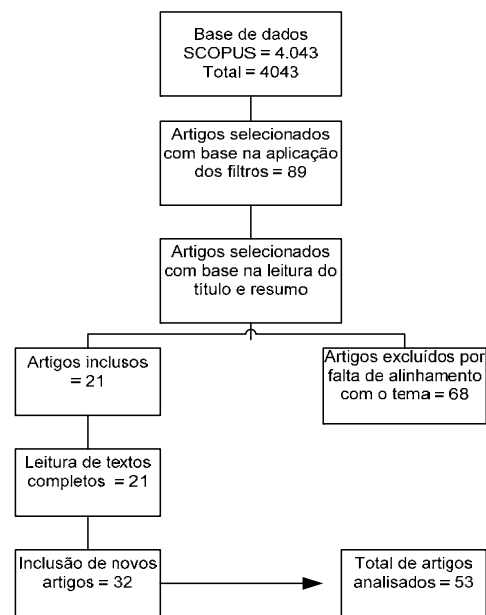 Base de dados
SCOPUS = 4.043
Total = 4043
Artigos selecionados
com base na aplicação
dos filtros = 89
Artigos selecionados
com base na leitura do
título e resumo
Artigos inclusos
= 21
Artigos excluídos por
falta de alinhamento
com o tema = 68
Leitura de textos
completos = 21
Inclusão de novos
artigos = 32
Total de artigos
analisados = 53